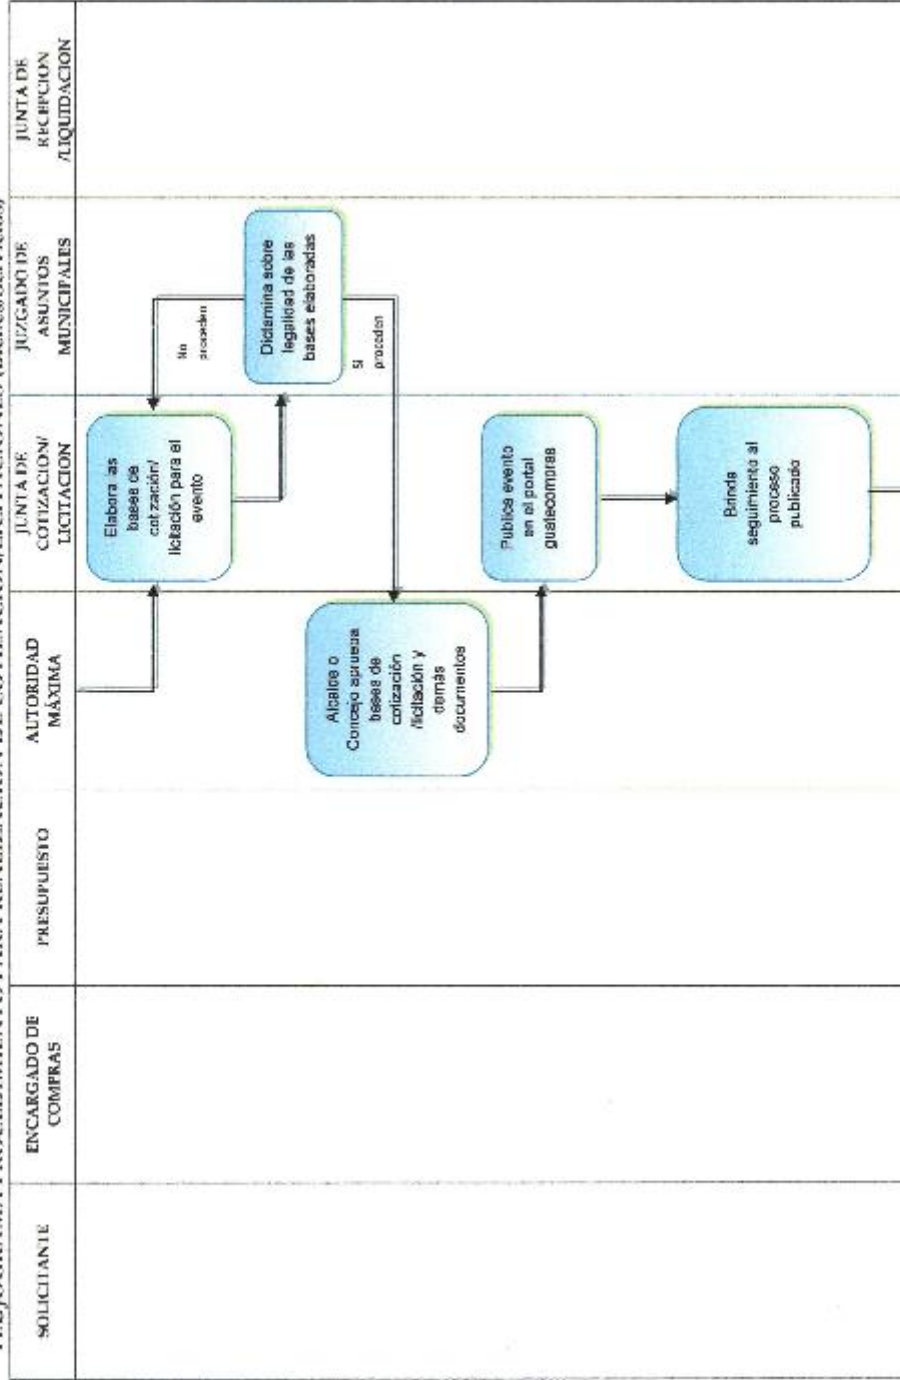 SOLICITANTE
ENCARGADO DE
COMPRAS
PRESUPUESTO
AUTORIDAD
MÁXIMA
JUNTA DE
COTIZACION/
LICITACION
JUZGADO DE
ASUNTOS
MUNICIPALES
JUNTA DE
RECEPCION
/LIQUIDACION
Elabora las
bases de
cotización/
licitación para el
evento
No
proceden
Dictamina sobre
legalidad de las
bases elaboradas
Si
proceden
Alcalde o
Concejo aprueba
bases de
cotización
/licitación y
demás
documentos
Publica evento
en el portal
guatecompras
Brinda
seguimiento al
proceso
publicado